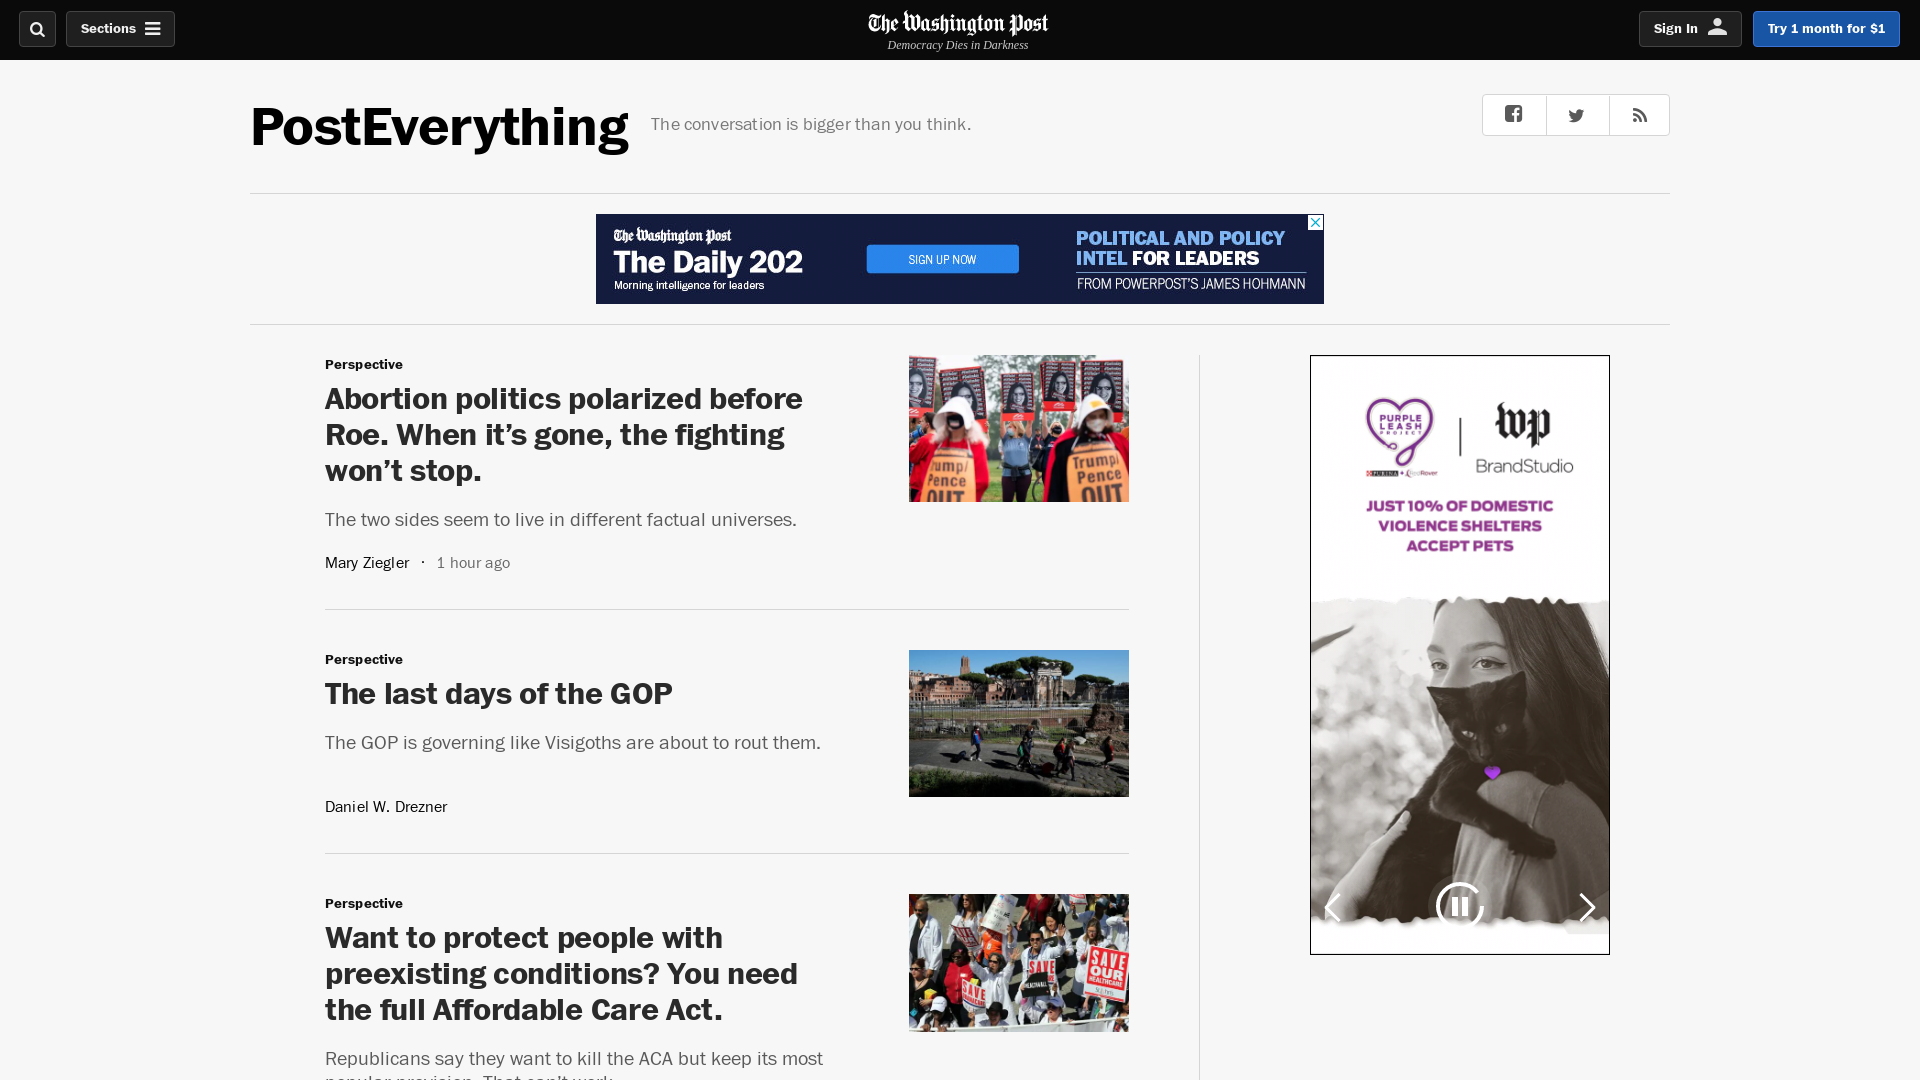 Sections
The Washington Post
Democracy Dies in Darkness
Sign In
Try 1 month for $1
PostEverything
The conversation is bigger than you think.
The Washington Post
The Daily 202
Morning intelligence for leaders
SIGN UP NOW
POLITICAL AND POLICY
INTEL FOR LEADERS
FROM POWERPOST'S JAMES HOHMANN
Perspective
Abortion politics polarized before
Roe. When it’s gone, the fighting
won’t stop.
The two sides seem to live in different factual universes.
Mary Ziegler · 1 hour ago
Trump/
Pence
OUT
Trump/
Pence
OUT
Perspective
The last days of the GOP
The GOP is governing like Visigoths are about to rout them.
Daniel W. Drezner
Perspective
Want to protect people with
preexisting conditions? You need
the full Affordable Care Act.
Republicans say they want to kill the ACA but keep its most
SAVE
SAVE
SAVE
OUR
HEALTHCARE
PURPLE
LEASH
PROJECT
PURINA + RedRover
wp
BrandStudio
JUST 10% OF DOMESTIC
VIOLENCE SHELTERS
ACCEPT PETS